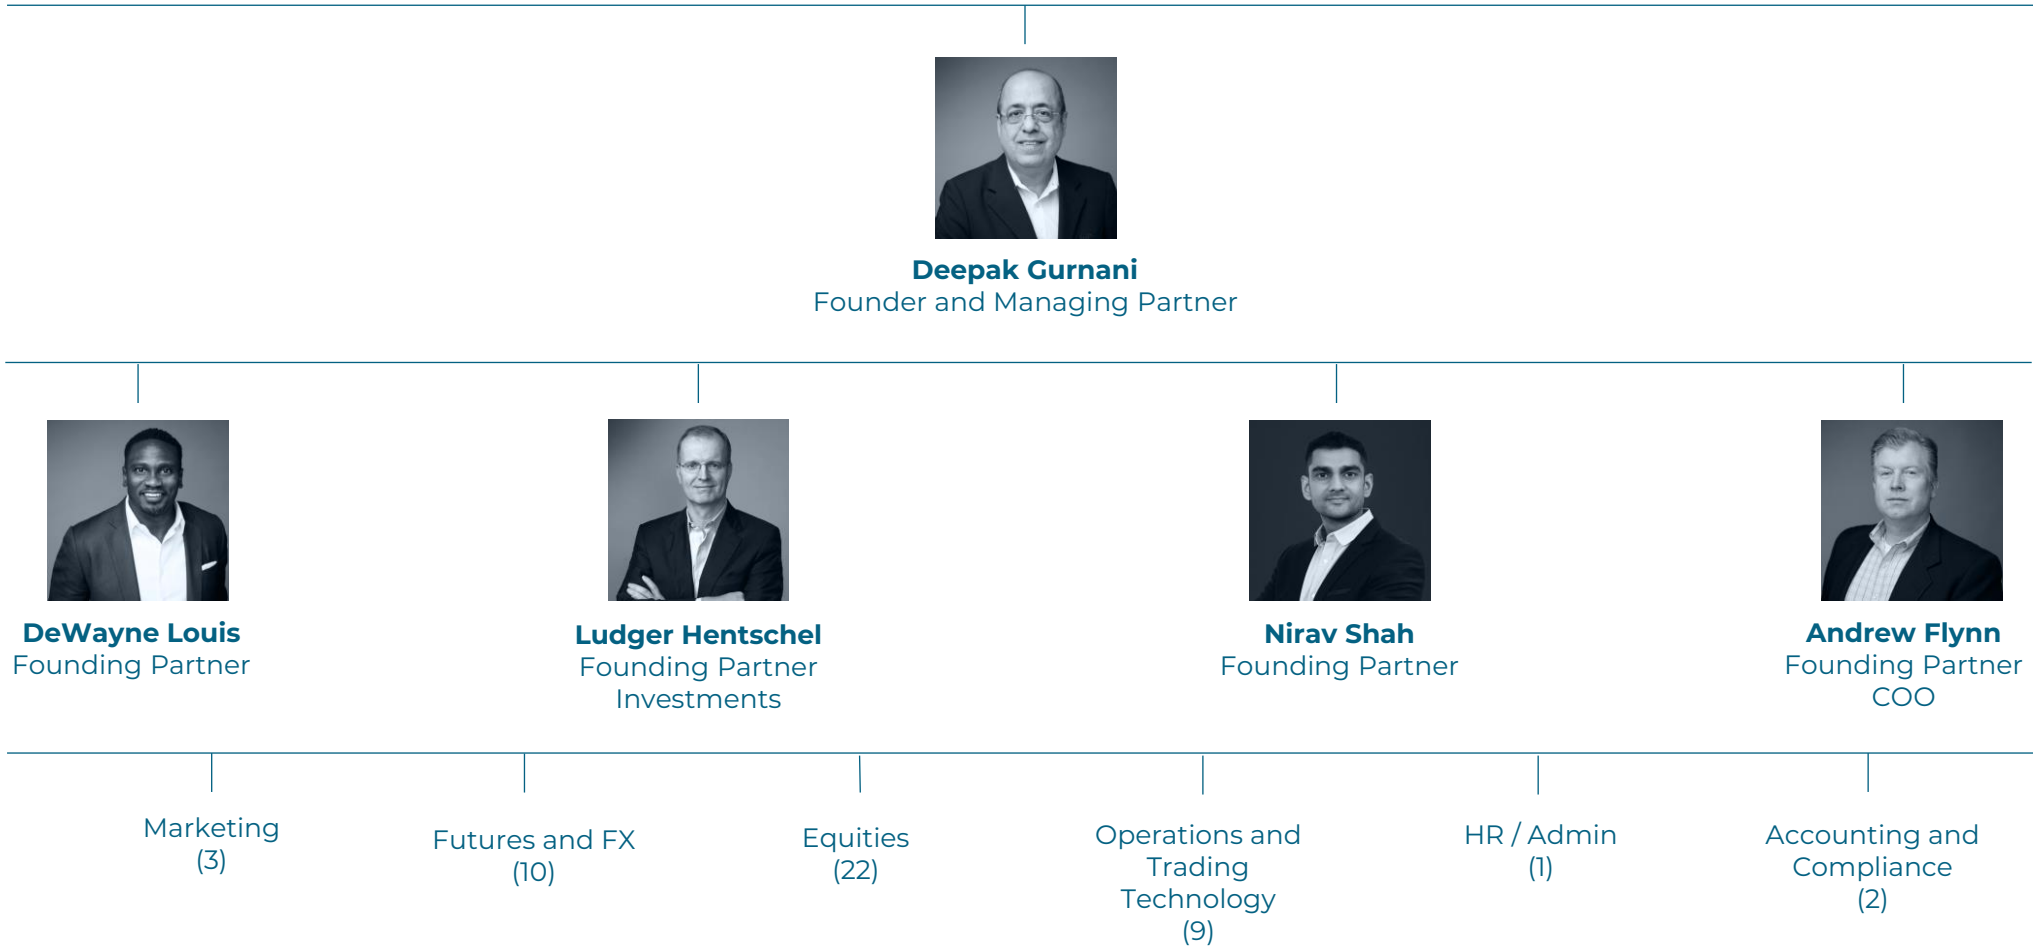 Deepak Gurnani
Founder and Managing Partner
DeWayne Louis
Founding Partner
Ludger Hentschel
Founding Partner
Investments
Nirav Shah
Founding Partner
Andrew Flynn
Founding Partner
COO
Marketing
(3)
Futures and FX
(10)
Equities
(22)
Operations and
Trading
Technology
(9)
HR / Admin
(1)
Accounting and
Compliance
(2)